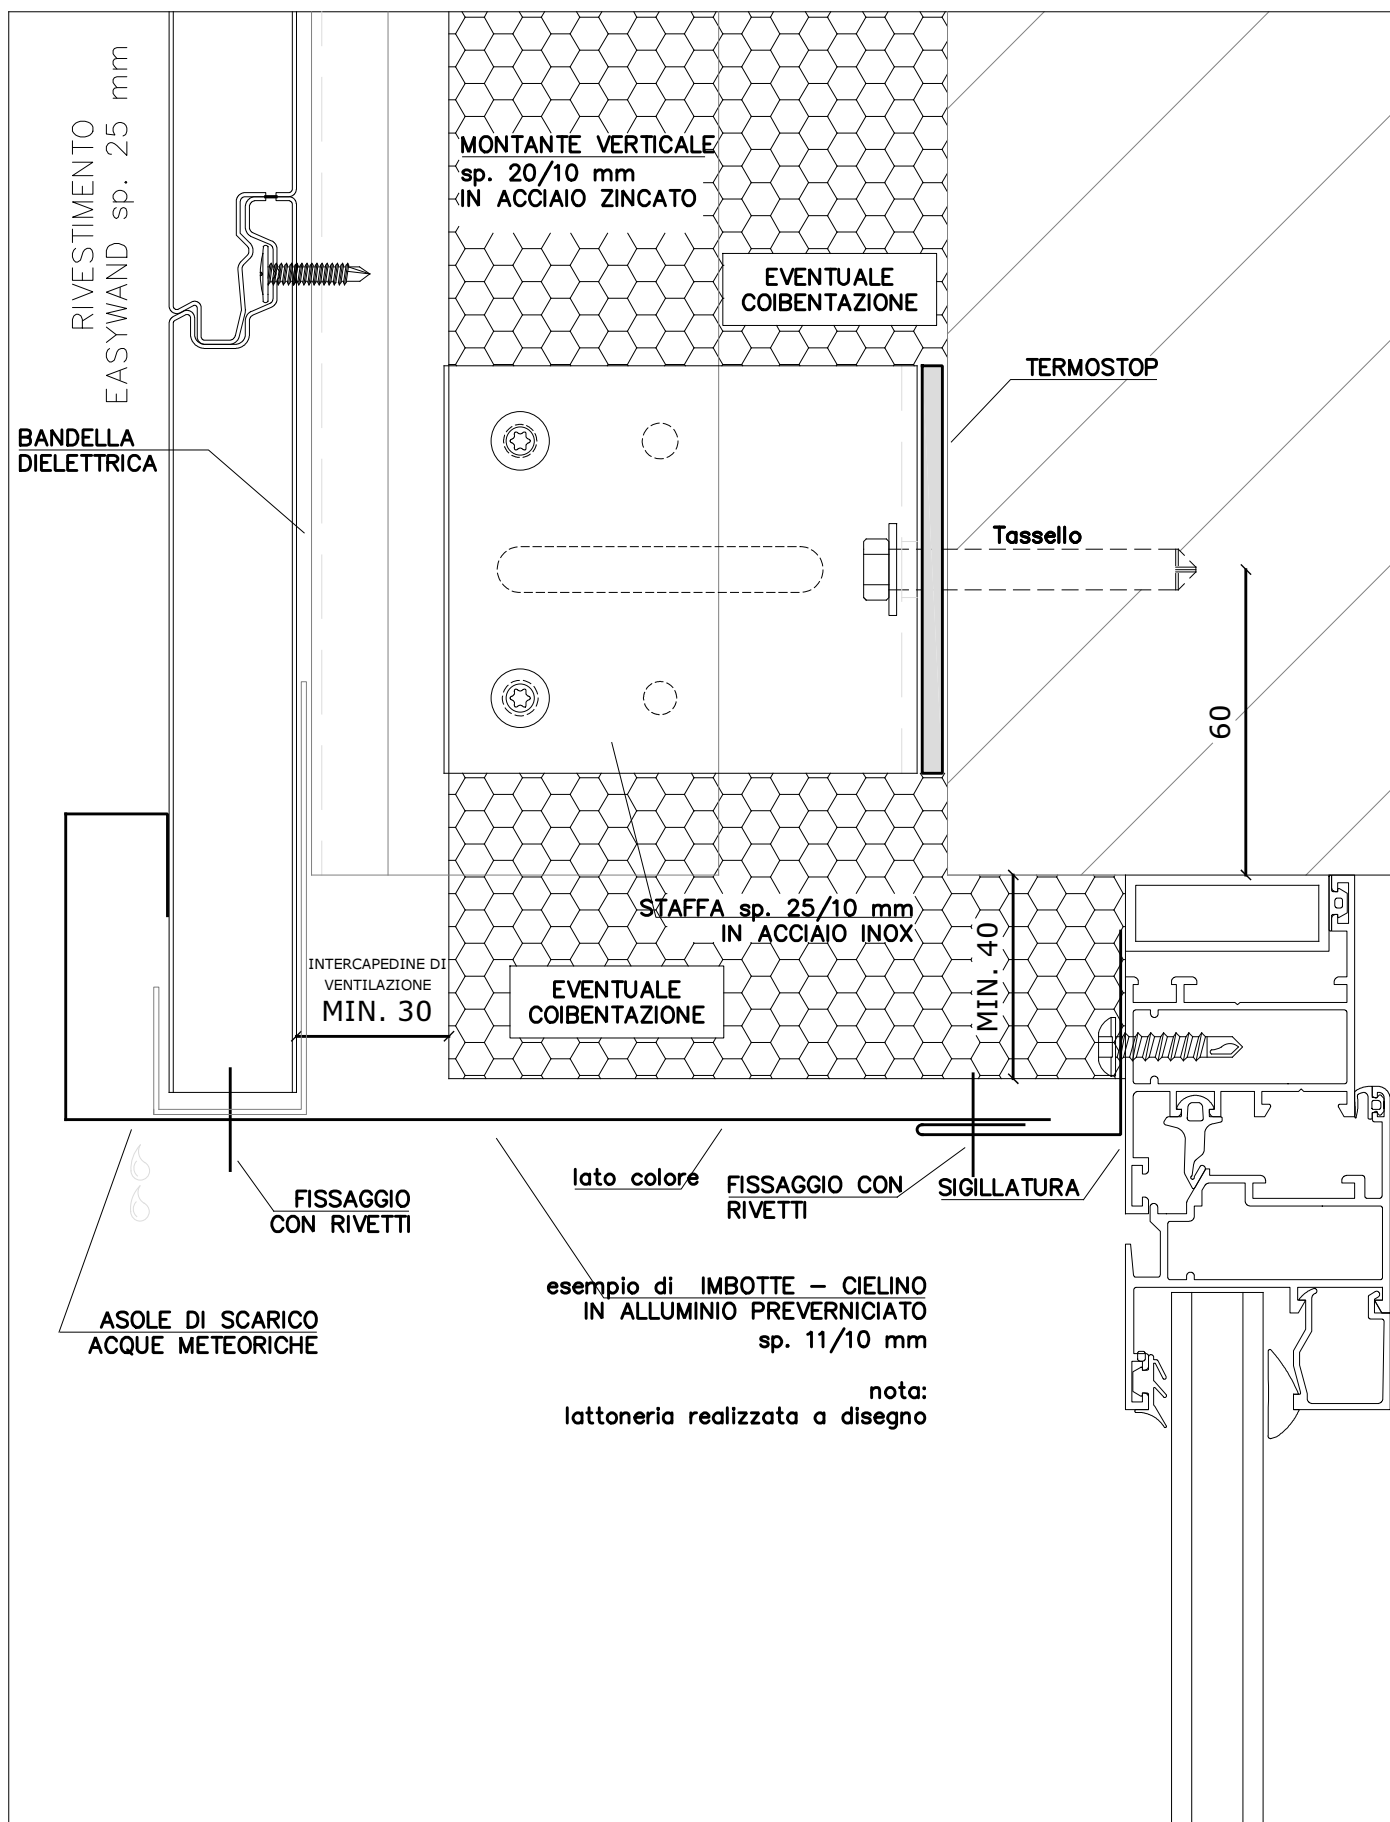 RIVESTIMENTO
EASYWAND sp. 25 mm
MONTANTE VERTICALE
sp. 20/10 mm
IN ACCIAIO ZINCATO
EVENTUALE
COIBENTAZIONE
TERMOSTOP
BANDELLA
DIELETTRICA
Tassello
60
STAFFA sp. 25/10 mm
IN ACCIAIO INOX
MIN. 40
INTERCAPEDINE DI
VENTILAZIONE
MIN. 30
EVENTUALE
COIBENTAZIONE
lato colore
FISSAGGIO CON
RIVETTI
SIGILLATURA
FISSAGGIO
CON RIVETTI
esempio di IMBOTTE – CIELINO
IN ALLUMINIO PREVERNICIATO
sp. 11/10 mm
ASOLE DI SCARICO
ACQUE METEORICHE
nota:
lattoneria realizzata a disegno